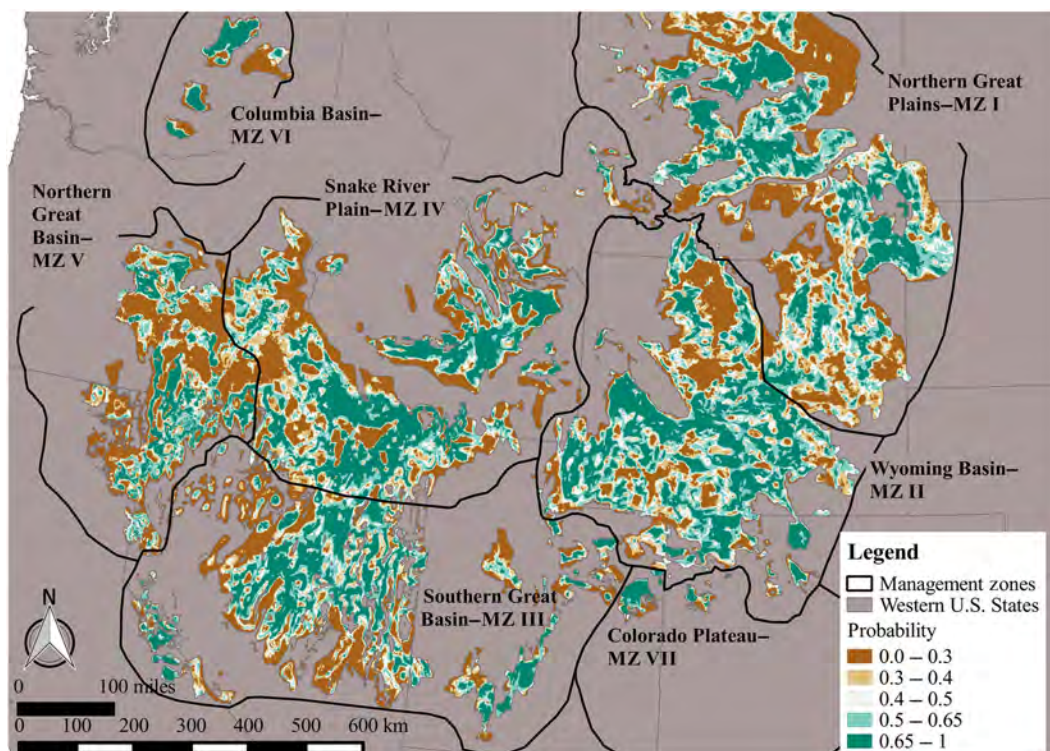 Columbia Basin–
MZ VI
Northern Great
Plains–MZ I
Northern
Great
Basin–
MZ V
Snake River
Plain–MZ IV
Wyoming Basin–
MZ II
Southern Great
Basin–MZ III
Colorado Plateau–
MZ VII
N
0 100 miles
0 100 200 300 400 500 600 km
Legend
Management zones
Western U.S. States
Probability
0.0 – 0.3
0.3 – 0.4
0.4 – 0.5
0.5 – 0.65
0.65 – 1